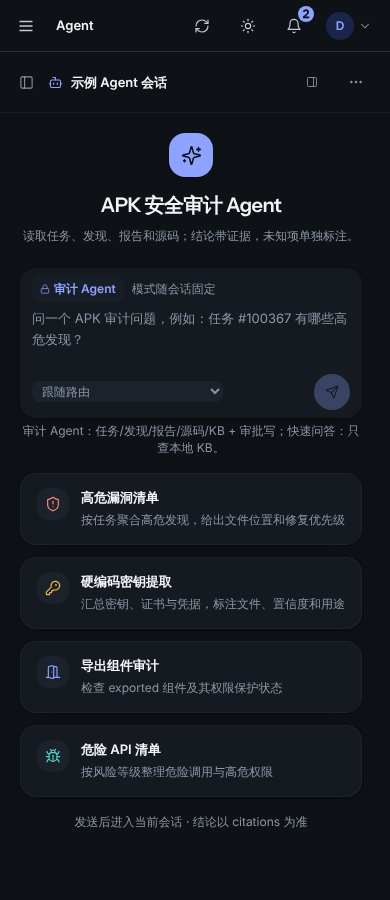 Agent
2
D
示例 Agent 会话
APK 安全审计 Agent
读取任务、发现、报告和源码；结论带证据，未知项单独标注。
审计 Agent 模式随会话固定
问一个 APK 审计问题，例如：任务 #100367 有哪些高
危发现？
跟随路由
审计 Agent：任务/发现/报告/源码/KB + 审批写；快速问答：只
查本地 KB。
高危漏洞清单
按任务聚合高危发现，给出文件位置和修复优先级
硬编码密钥提取
汇总密钥、证书与凭据，标注文件、置信度和用途
导出组件审计
检查 exported 组件及其权限保护状态
危险 API 清单
按风险等级整理危险调用与高危权限
发送后进入当前会话 · 结论以 citations 为准